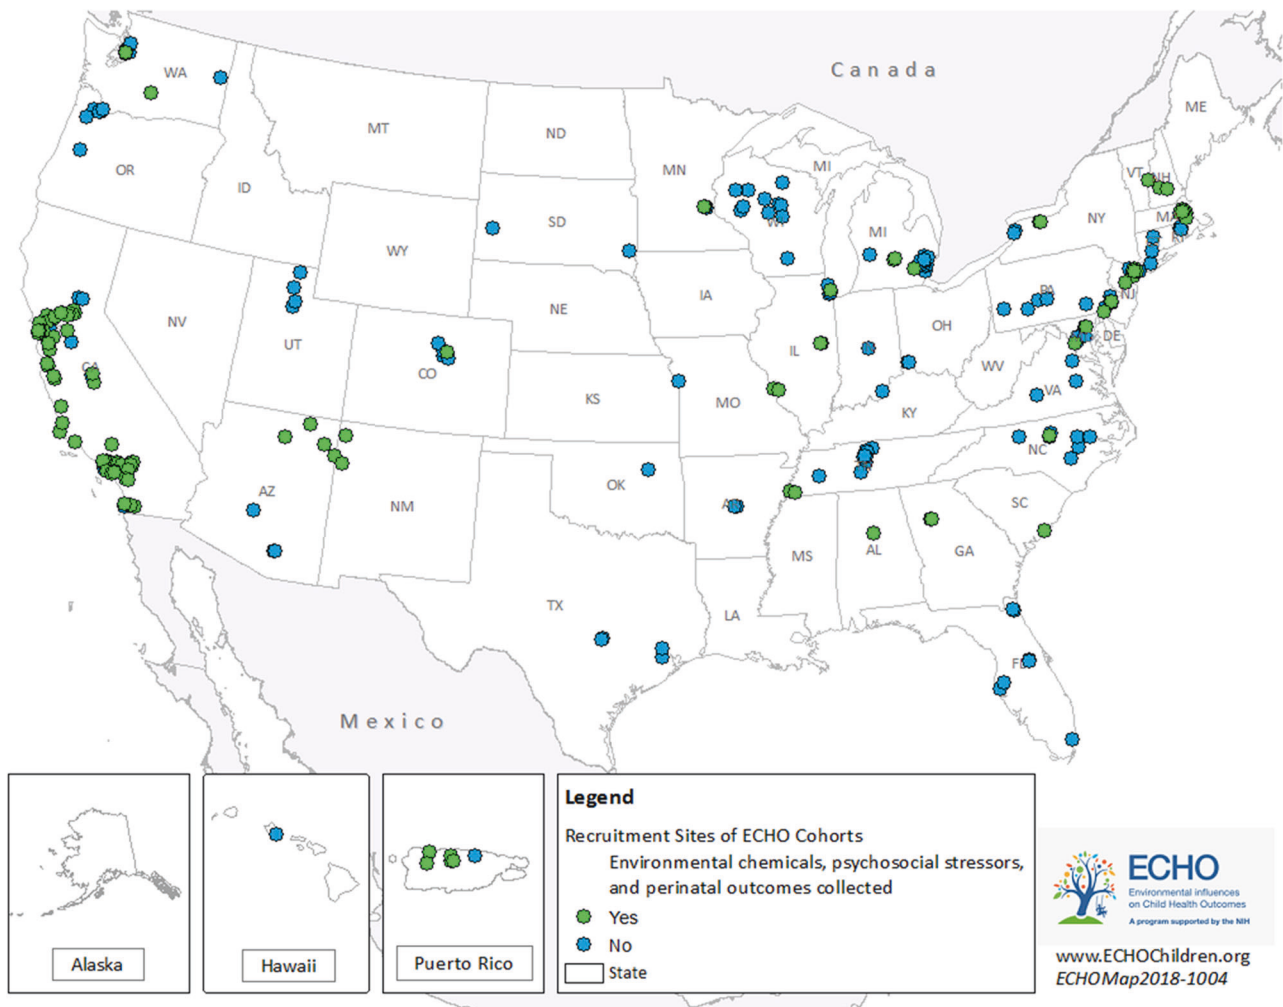 Canada
WA
MT
ND
MN
MI
ME
VT
NH
OR
ID
SD
WI
MI
NY
MA
RI
WY
IA
PA
NJ
NV
UT
NE
IL
OH
DE
CA
CO
KS
MO
WV
VA
KY
AZ
NM
OK
AR
NC
SC
MS
AL
GA
TX
LA
FL
Mexico
Alaska
Hawaii
Puerto Rico
Legend
Recruitment Sites of ECHO Cohorts
Environmental chemicals, psychosocial stressors,
and perinatal outcomes collected
Yes
No
State
ECHO
Environmental influences
on Child Health Outcomes
A program supported by the NIH
www.ECHOChildren.org
ECHOMap2018-1004